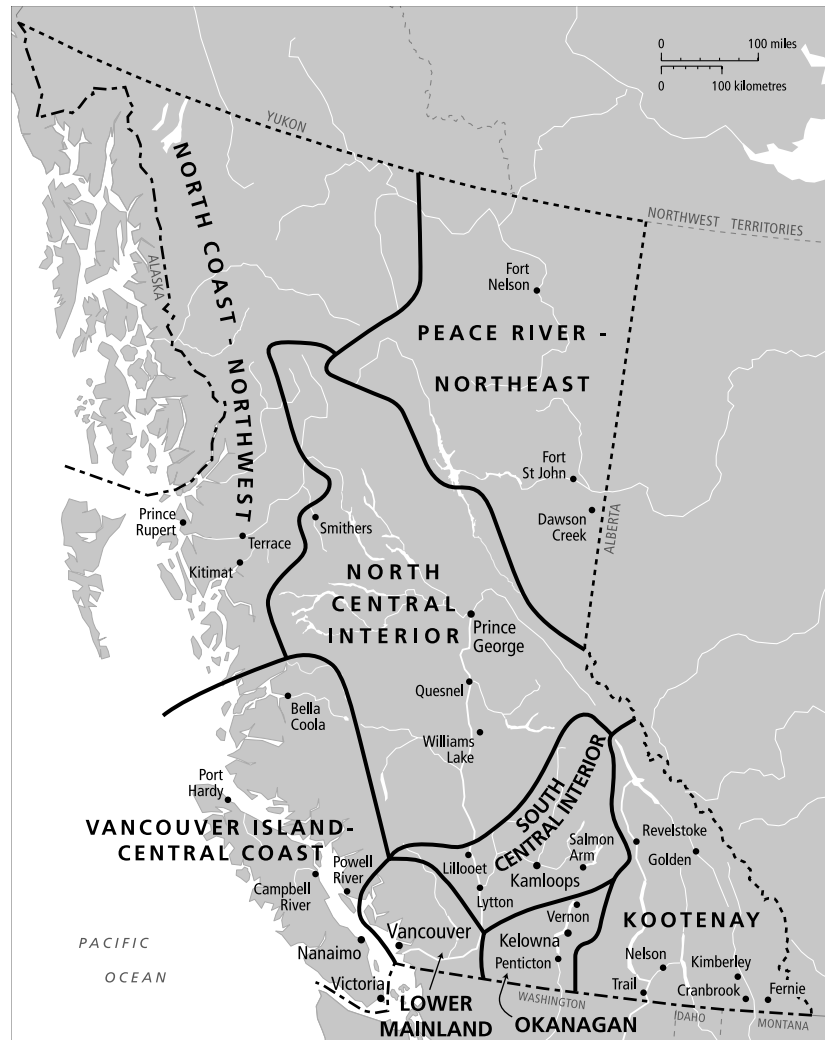 0 100 miles
0 100 kilometres
YUKON
NORTHWEST TERRITORIES
NORTH COAST - NORTHWEST
ALASKA
Fort
Nelson
PEACE RIVER -
NORTHEAST
Fort
St John
Dawson
Creek
ALBERTA
Prince
Rupert
Terrace
Kitimat
Smithers
NORTH
CENTRAL
INTERIOR
Prince
George
Quesnel
Williams
Lake
Bella
Coola
Port
Hardy
VANCOUVER ISLAND-
CENTRAL COAST
Campbell
River
Powell
River
SOUTH
CENTRAL INTERIOR
Lillooet
Lytton
Kamloops
Salmon
Arm
Revelstoke
Golden
Vernon
Kelowna
Penticton
KOOTENAY
Nelson
Trail
Kimberley
Cranbrook
Fernie
Vancouver
Nanaimo
Victoria
PACIFIC
OCEAN
LOWER
MAINLAND
OKANAGAN
WASHINGTON
IDAHO
MONTANA